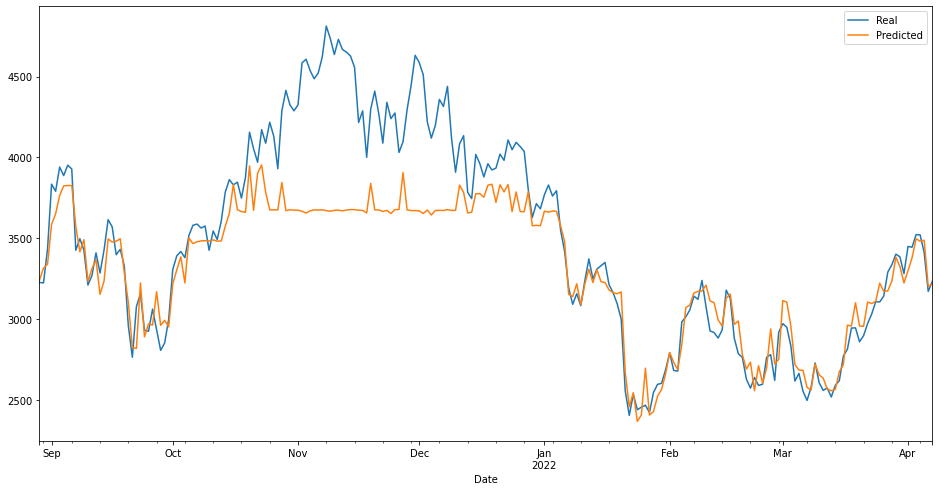 Real
Predicted
4500
4000
3500
3000
2500
Sep
Oct
Nov
Dec
Jan
2022
Feb
Mar
Apr
Date